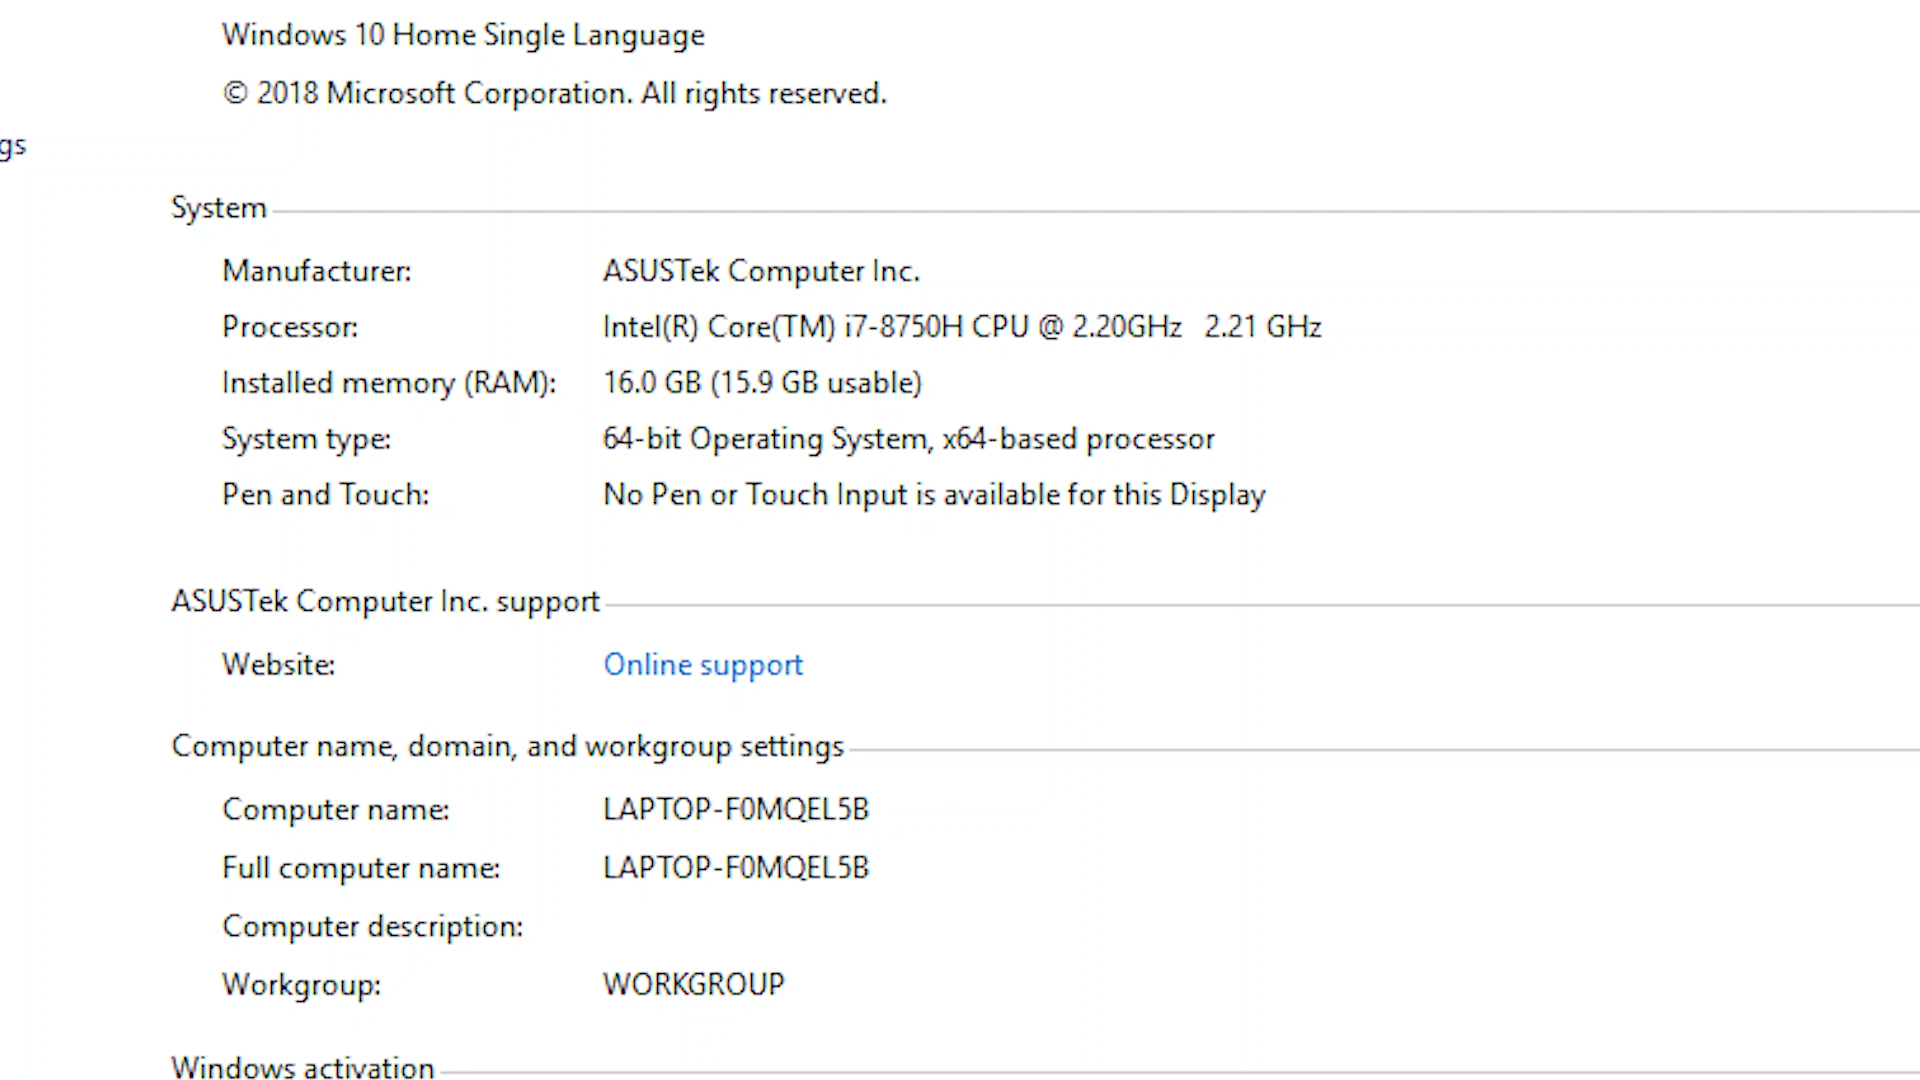 Windows 10 Home Single Language
© 2018 Microsoft Corporation. All rights reserved.
gs
System
Manufacturer: ASUSTek Computer Inc.
Processor: Intel(R) Core(TM) i7-8750H CPU @ 2.20GHz 2.21 GHz
Installed memory (RAM): 16.0 GB (15.9 GB usable)
System type: 64-bit Operating System, x64-based processor
Pen and Touch: No Pen or Touch Input is available for this Display
ASUSTek Computer Inc. support
Website: Online support
Computer name, domain, and workgroup settings
Computer name: LAPTOP-F0MQEL5B
Full computer name: LAPTOP-F0MQEL5B
Computer description:
Workgroup: WORKGROUP
Windows activation